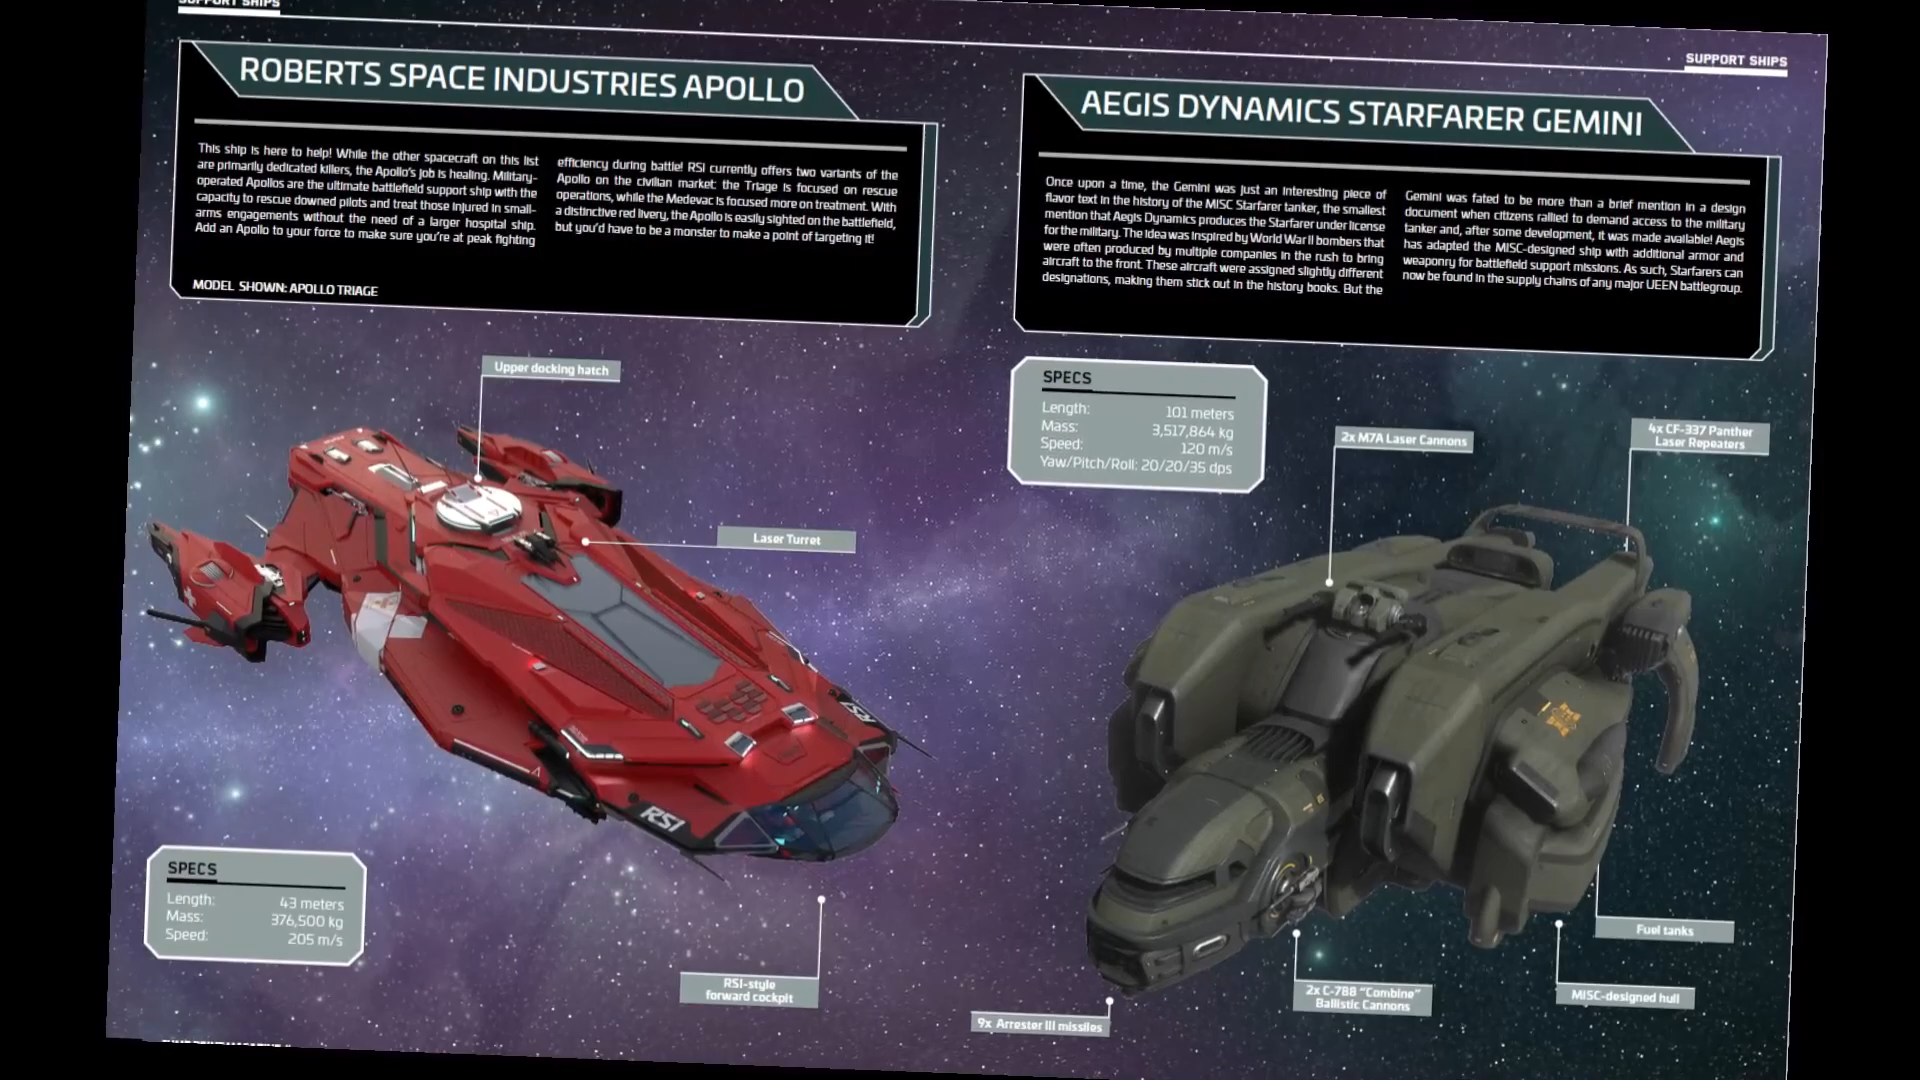 SUPPORT SHIPS
ROBERTS SPACE INDUSTRIES APOLLO
This ship is here to help! While the other spacecraft on this list
are primarily dedicated killers, the Apollo's job is healing. Military-
operated Apollos are the ultimate battlefield support ship with the
capacity to rescue downed pilots and treat those injured in small-
arms engagements without the need of a larger hospital ship.
Add an Apollo to your force to make sure you're at peak fighting
efficiency during battle! RSI currently offers two variants of the
Apollo on the civilian market: the Triage is focused on rescue
operations, while the Medevac is focused more on treatment. With
a distinctive red livery, the Apollo is easily sighted on the battlefield,
but you'd have to be a monster to make a point of targeting it!
MODEL SHOWN: APOLLO TRIAGE
Upper docking hatch
Laser Turret
RSI
RSI
SPECS
Length: 43 meters
Mass: 376,500 kg
Speed: 205 m/s
RSI-style
forward cockpit
SUPPORT SHIPS
AEGIS DYNAMICS STARFARER GEMINI
Once upon a time, the Gemini was just an interesting piece of
flavor text in the history of the MISC Starfarer tanker, the smallest
mention that Aegis Dynamics produces the Starfarer under license
for the military. The idea was inspired by World War II bombers that
were often produced by multiple companies in the rush to bring
aircraft to the front. These aircraft were assigned slightly different
designations, making them stick out in the history books. But the
Gemini was fated to be more than a brief mention in a design
document when citizens rallied to demand access to the military
tanker and, after some development, it was made available! Aegis
has adapted the MISC-designed ship with additional armor and
weaponry for battlefield support missions. As such, Starfarers can
now be found in the supply chains of any major UEEN battlegroup.
SPECS
Length: 101 meters
Mass: 3,517,864 kg
Speed: 120 m/s
Yaw/Pitch/Roll: 20/20/35 dps
2x M7A Laser Cannons
4x CF-337 Panther
Laser Repeaters
Fuel tanks
MISC-designed hull
2x C-788 "Combine"
Ballistic Cannons
9x Arrester III missiles